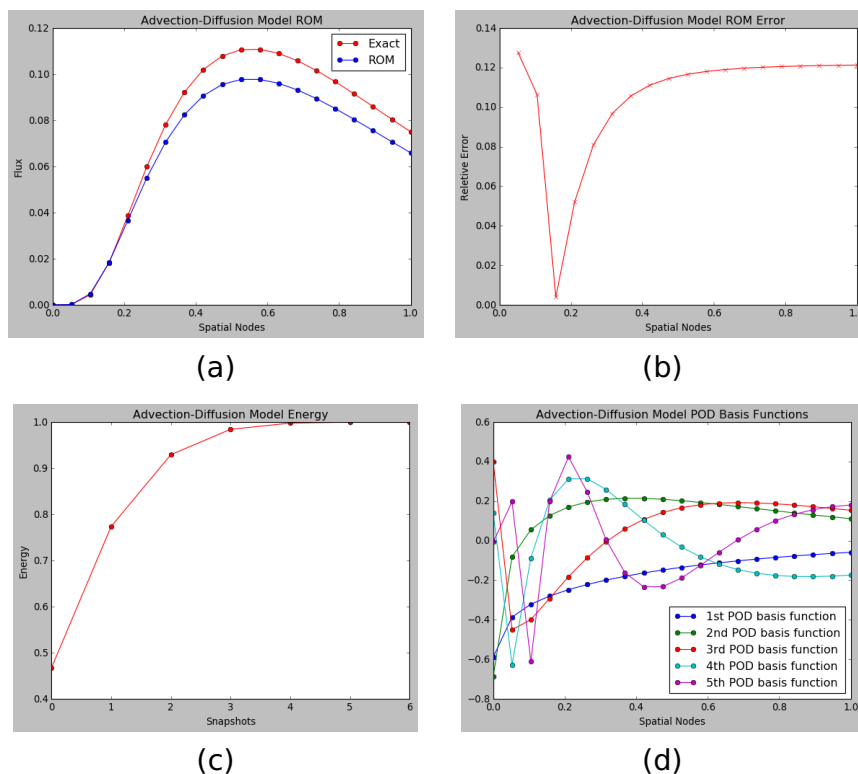 Advection-Diffusion Model ROM
0.12
0.10
0.08
0.06
0.04
0.02
0.00
Flux
Exact
ROM
0.0 0.2 0.4 0.6 0.8 1.0
Spatial Nodes
(a)
Advection-Diffusion Model ROM Error
0.14
0.12
0.10
0.08
0.06
0.04
0.02
0.00
Reletive Error
0.0 0.2 0.4 0.6 0.8 1.0
Spatial Nodes
(b)
Advection-Diffusion Model Energy
1.0
0.9
0.8
0.7
0.6
0.5
0.4
Energy
0 1 2 3 4 5 6
Snapshots
(c)
Advection-Diffusion Model POD Basis Functions
0.6
0.4
0.2
0.0
−0.2
−0.4
−0.6
−0.8
1st POD basis function
2nd POD basis function
3rd POD basis function
4th POD basis function
5th POD basis function
0.0 0.2 0.4 0.6 0.8 1.0
Spatial Nodes
(d)